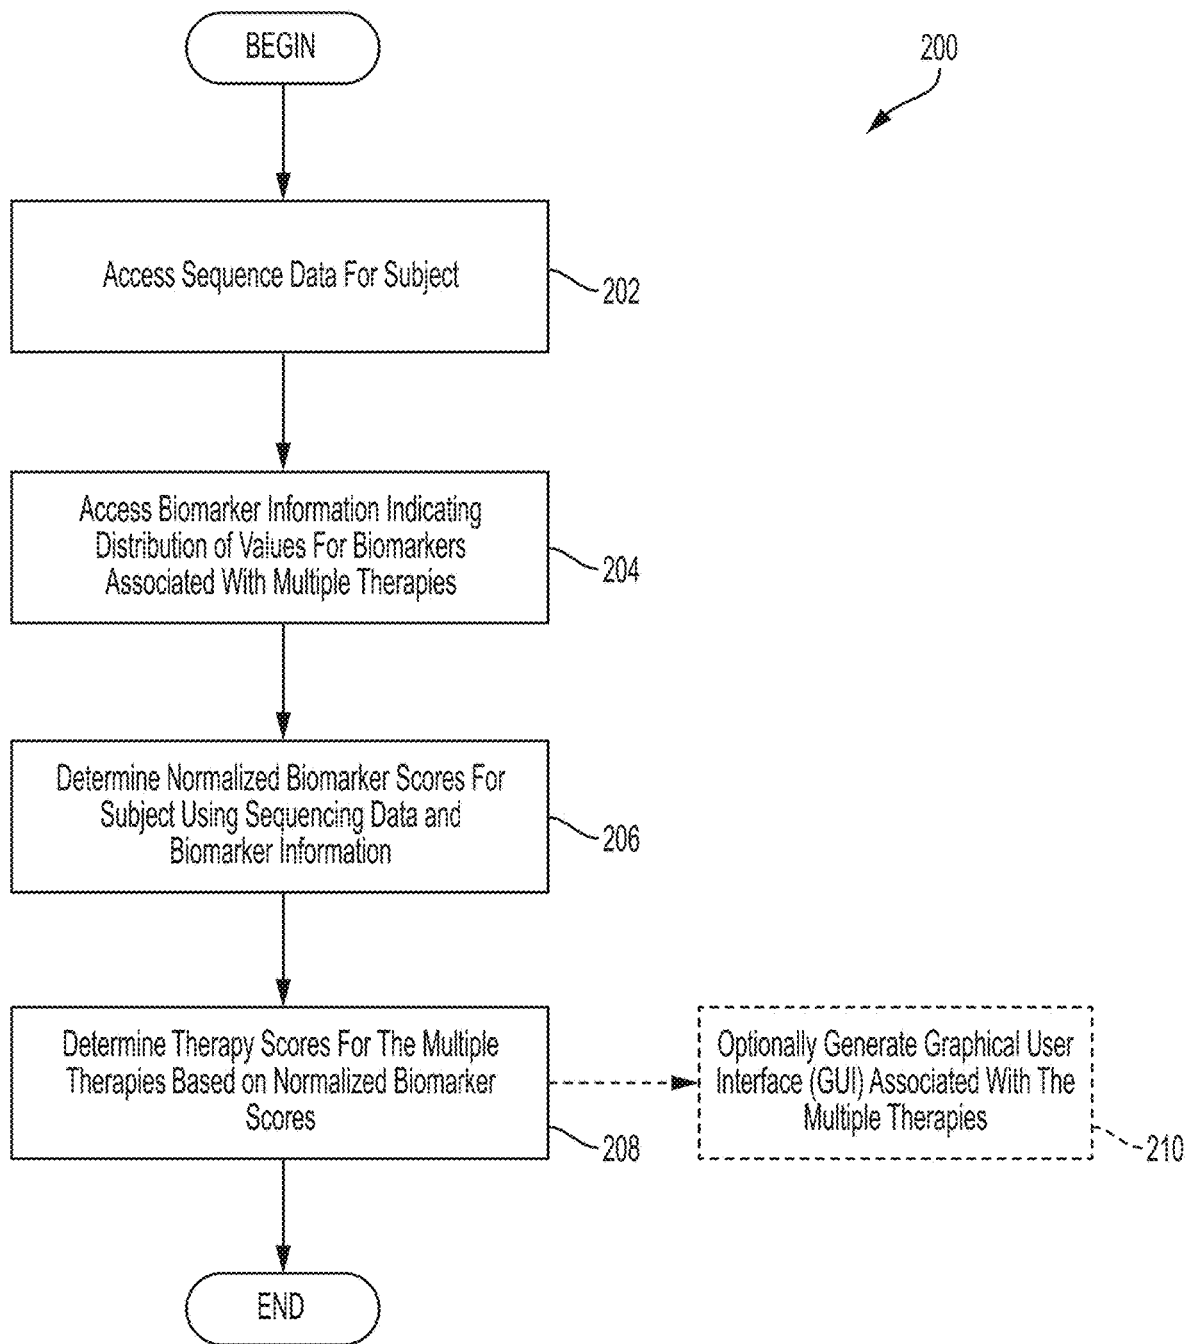 BEGIN
200
Access Sequence Data For Subject
202
Access Biomarker Information Indicating
Distribution of Values For Biomarkers
Associated With Multiple Therapies
204
Determine Normalized Biomarker Scores For
Subject Using Sequencing Data and
Biomarker Information
206
Determine Therapy Scores For The Multiple
Therapies Based on Normalized Biomarker
Scores
208
Optionally Generate Graphical User
Interface (GUI) Associated With The
Multiple Therapies
210
END